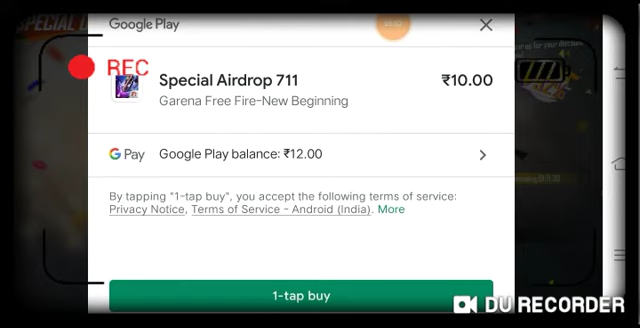 SPECIAL D
Google Play
REC
Special Airdrop 711
₹10.00
Garena Free Fire-New Beginning
G Pay
Google Play balance: ₹12.00
By tapping "1-tap buy", you accept the following terms of service:
Privacy Notice, Terms of Service – Android (India). More
1-tap buy
DU RECORDER